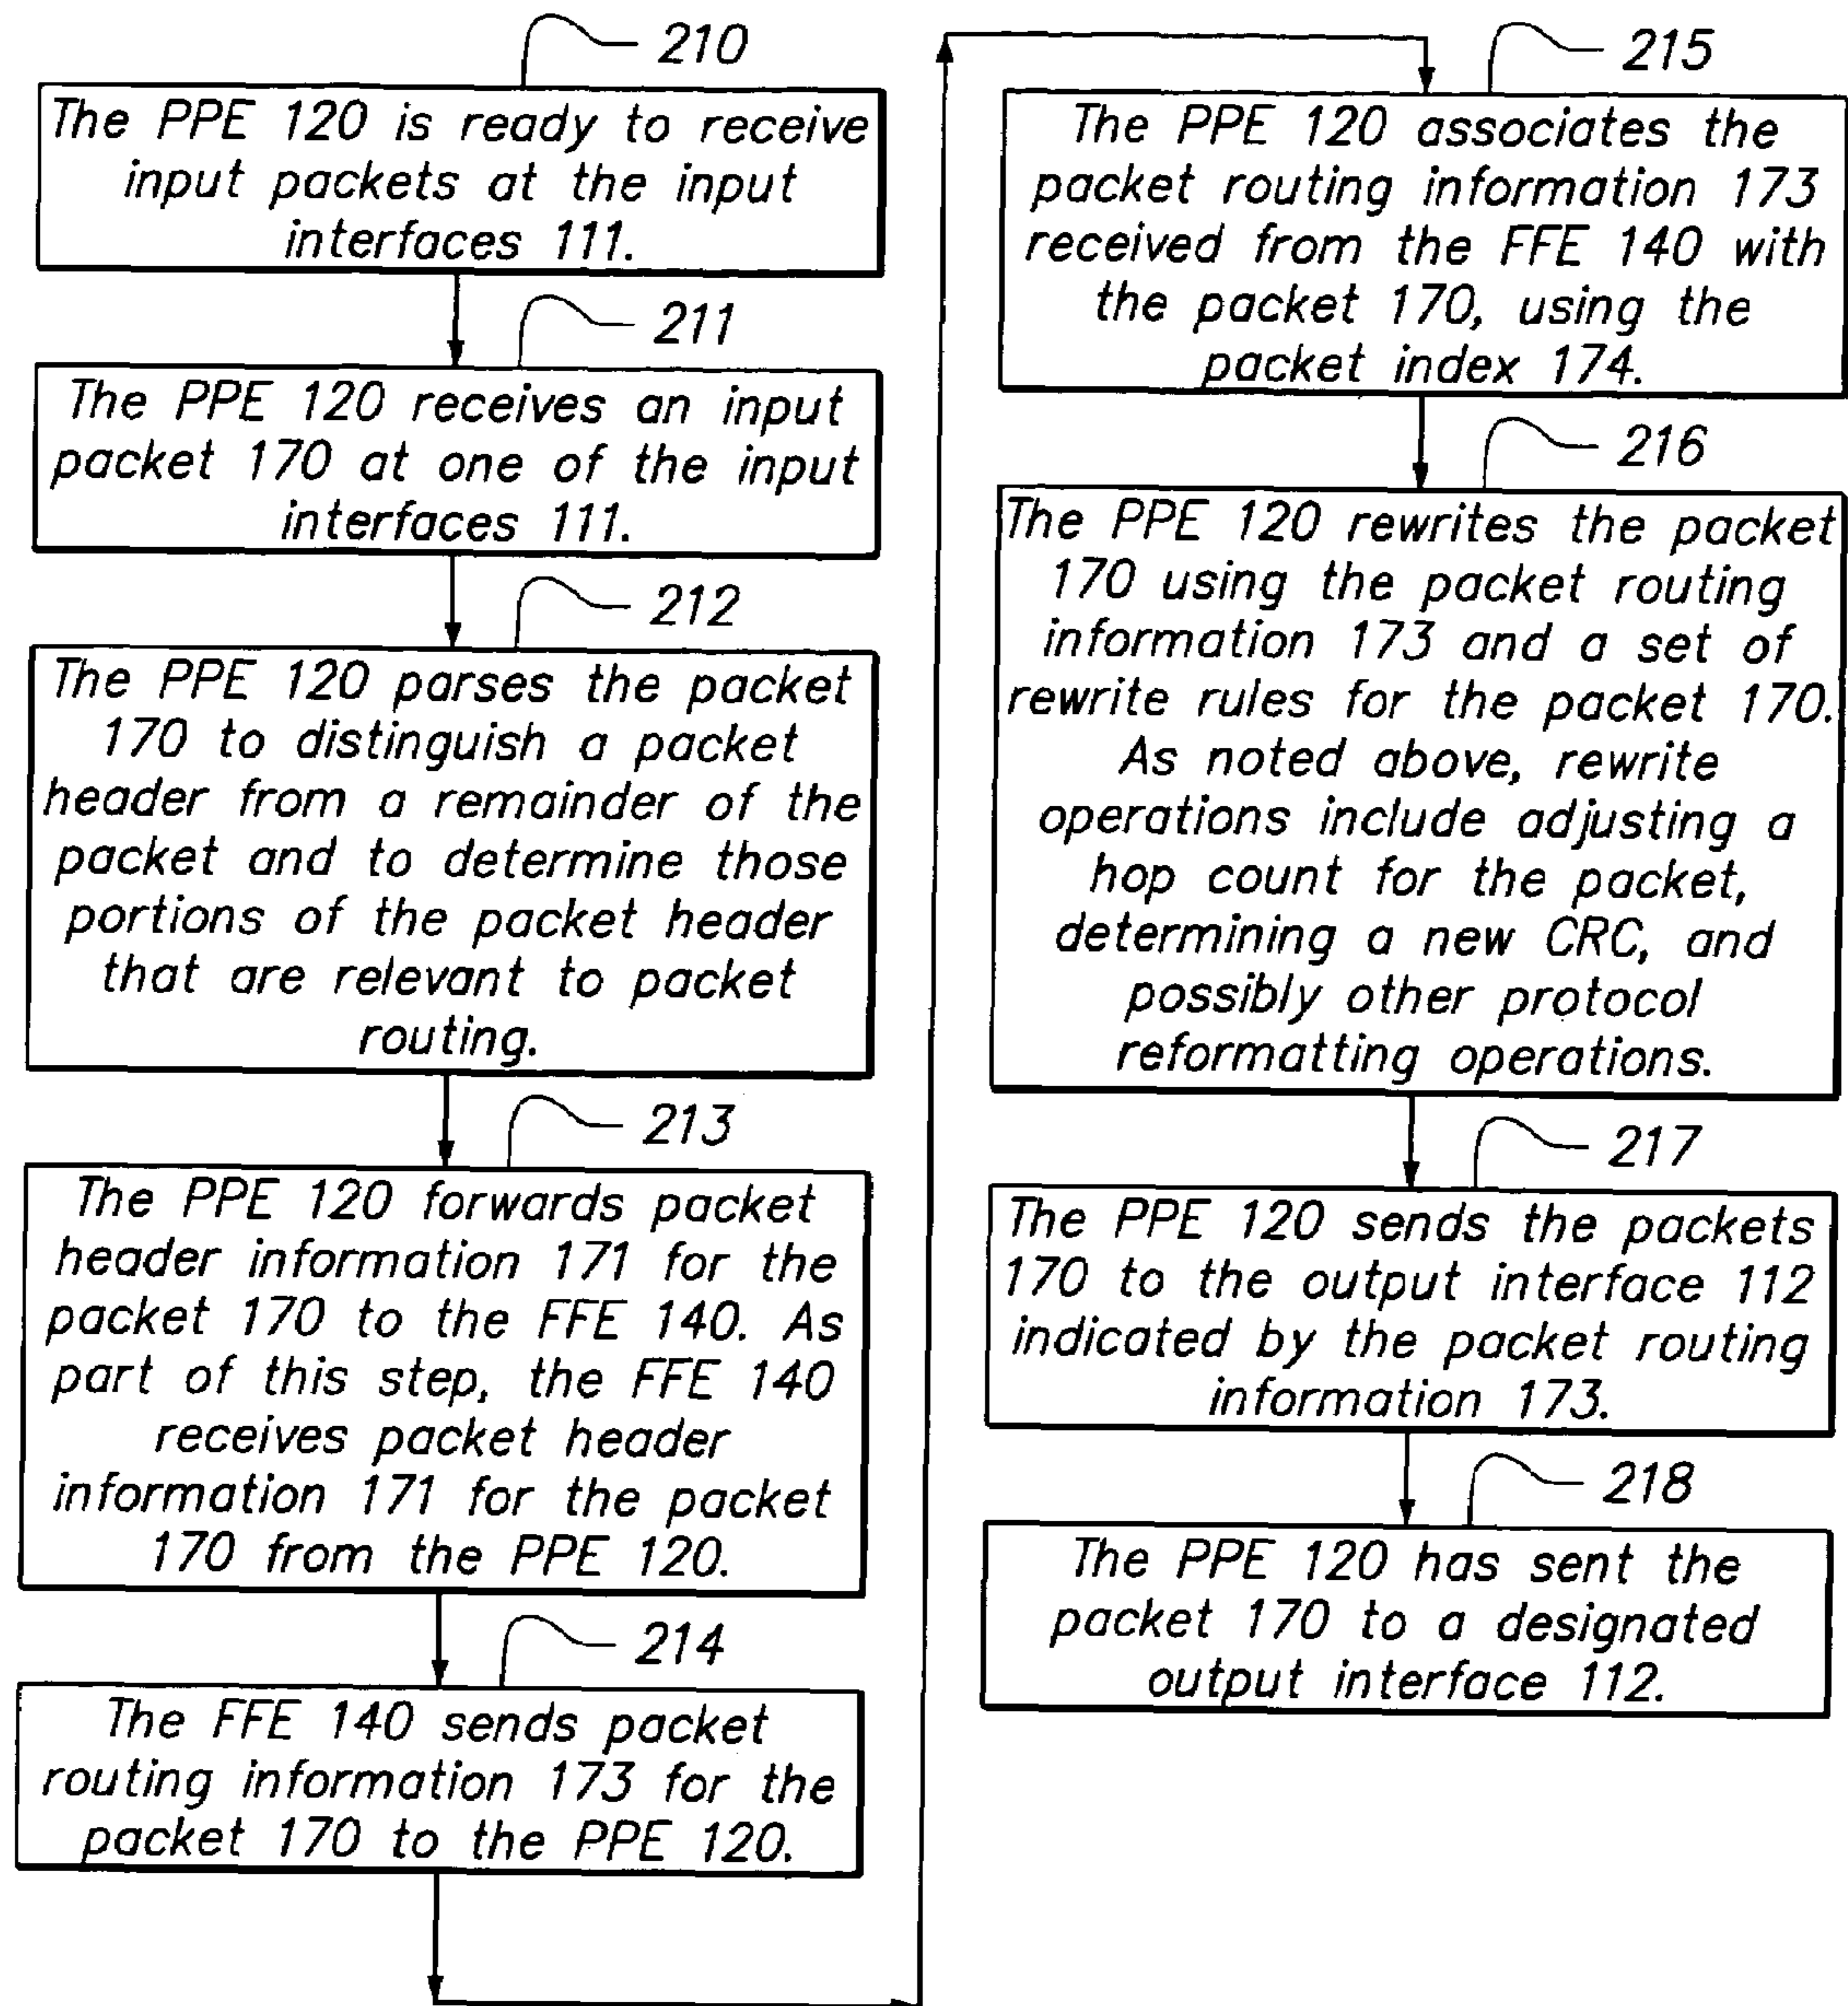 210
The PPE 120 is ready to receive
input packets at the input
interfaces 111.
211
The PPE 120 receives an input
packet 170 at one of the input
interfaces 111.
212
The PPE 120 parses the packet
170 to distinguish a packet
header from a remainder of the
packet and to determine those
portions of the packet header
that are relevant to packet
routing.
213
The PPE 120 forwards packet
header information 171 for the
packet 170 to the FFE 140. As
part of this step, the FFE 140
receives packet header
information 171 for the packet
170 from the PPE 120.
214
The FFE 140 sends packet
routing information 173 for the
packet 170 to the PPE 120.
215
The PPE 120 associates the
packet routing information 173
received from the FFE 140 with
the packet 170, using the
packet index 174.
216
The PPE 120 rewrites the packet
170 using the packet routing
information 173 and a set of
rewrite rules for the packet 170.
As noted above, rewrite
operations include adjusting a
hop count for the packet,
determining a new CRC, and
possibly other protocol
reformatting operations.
217
The PPE 120 sends the packets
170 to the output interface 112
indicated by the packet routing
information 173.
218
The PPE 120 has sent the
packet 170 to a designated
output interface 112.